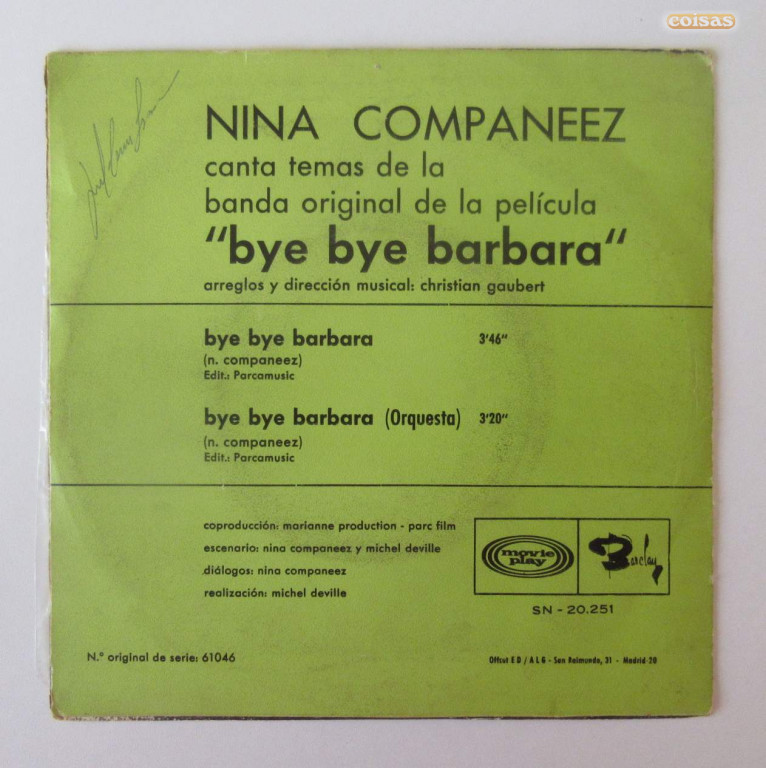 coisas
NINA COMPANEEZ
canta temas de la
banda original de la película
“bye bye barbara“
arreglos y dirección musical: christian gaubert
bye bye barbara 3'46"
(n. companeez)
Edit.: Parcamusic
bye bye barbara (Orquesta) 3'20"
(n. companeez)
Edit.: Parcamusic
coproducción: marianne production - parc film
escenario: nina companeez y michel deville
diálogos: nina companeez
realización: michel deville
movie
play
Barclay
SN - 20.251
N.º original de serie: 61046
Offset E D / A L G - San Raimundo, 31 - Madrid-20